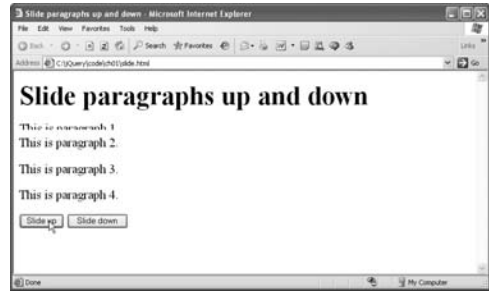 Slide paragraphs up and down - Microsoft Internet Explorer
File Edit View Favorites Tools Help
Back Search Favorites
Links
Address C:\jQuery\code\ch01\slide.html Go
Slide paragraphs up and down
This is paragraph 1
This is paragraph 2.
This is paragraph 3.
This is paragraph 4.
Slide up Slide down
Done My Computer